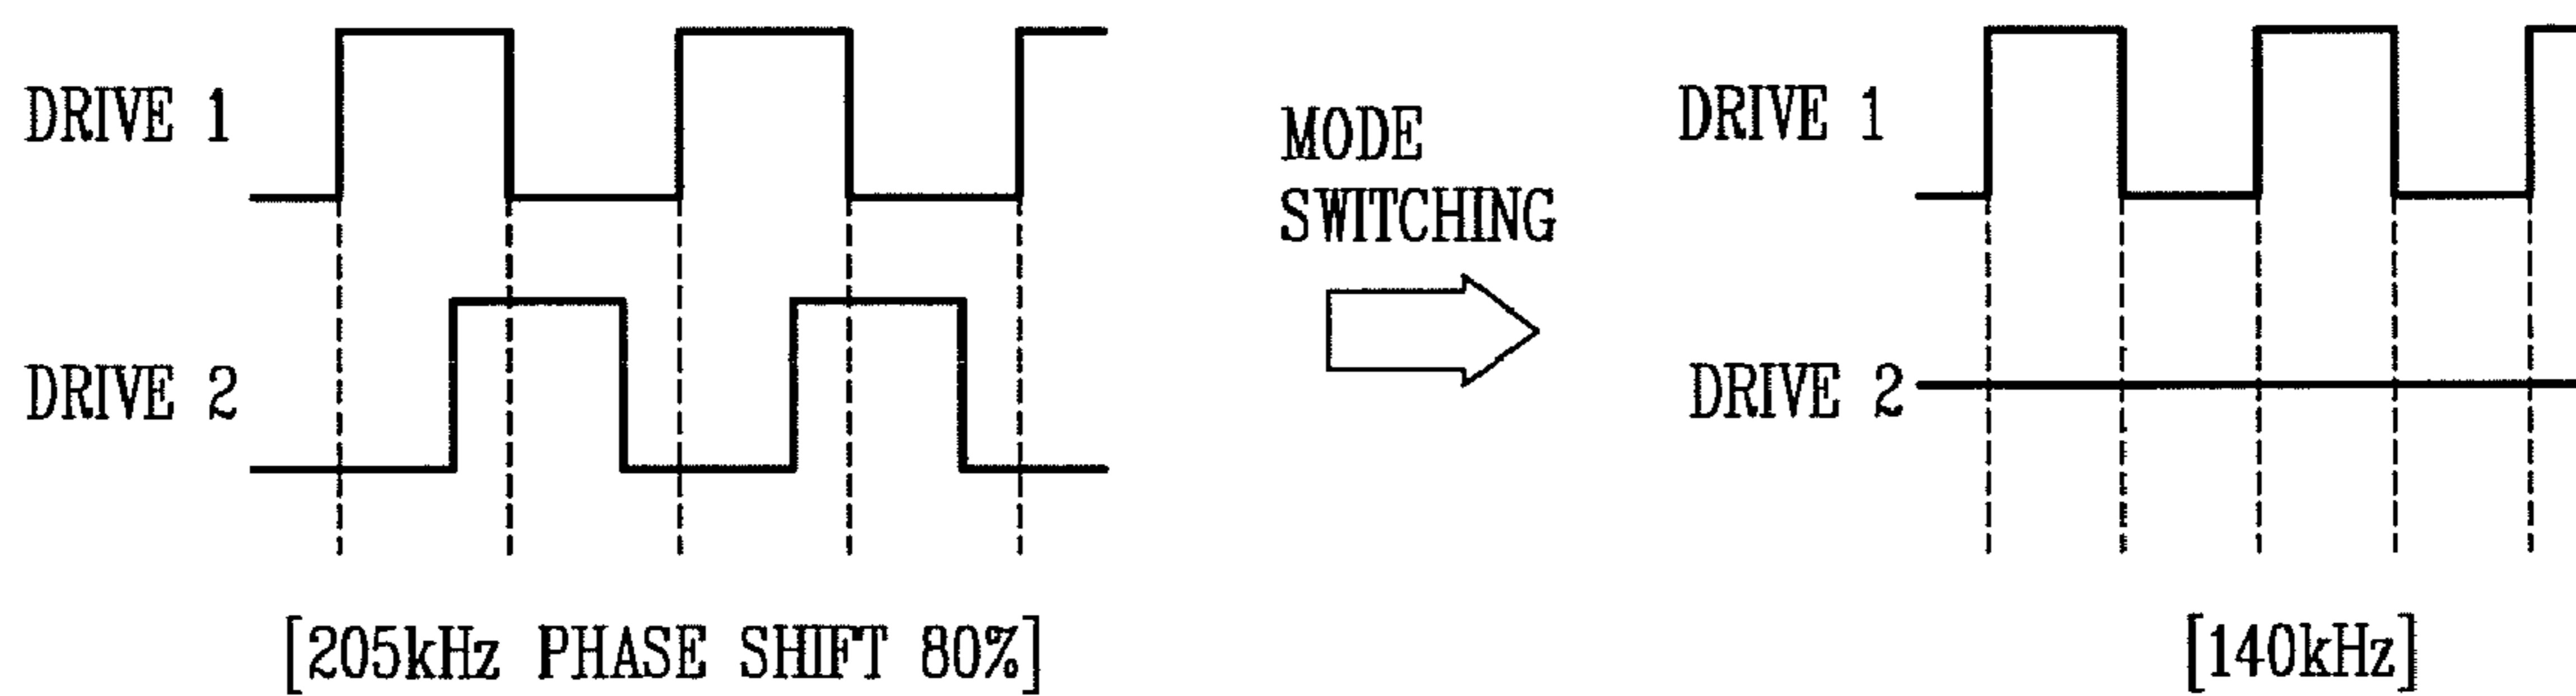 DRIVE 1
DRIVE 2
[205kHz PHASE SHIFT 80%]
MODE
SWITCHING
DRIVE 1
DRIVE 2
[140kHz]